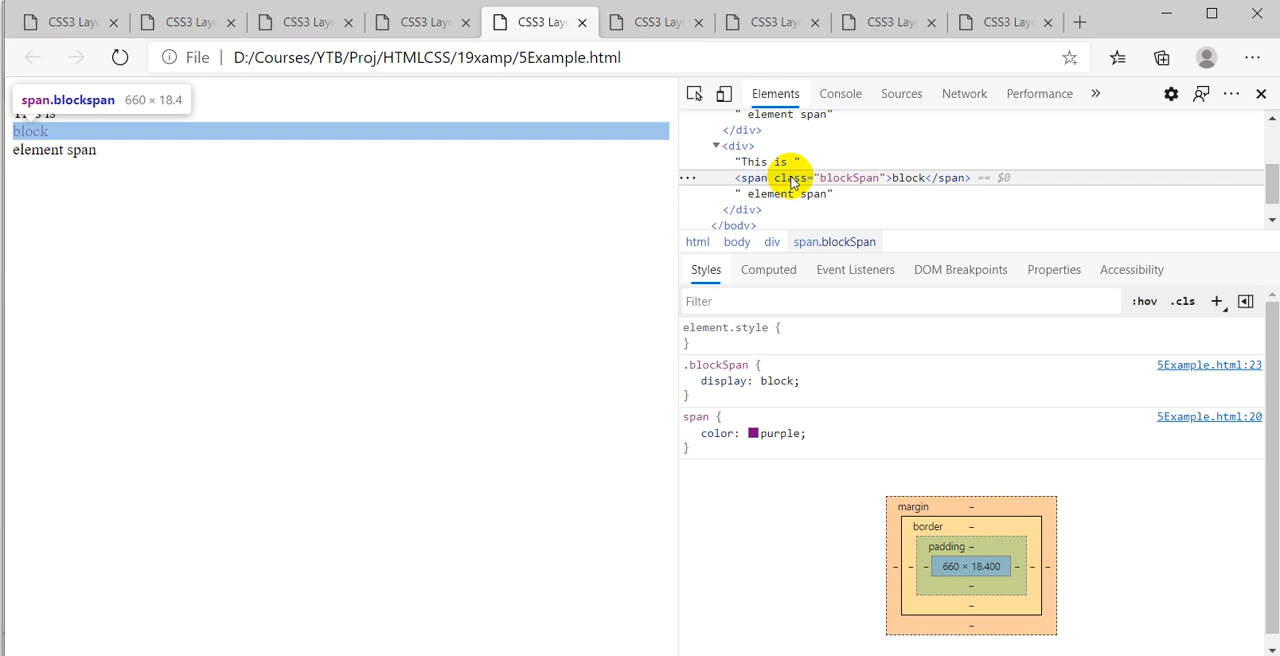 CSS3 Lay CSS3 Lay CSS3 Lay CSS3 Lay CSS3 Lay CSS3 Lay CSS3 Lay CSS3 Lay CSS3 Lay
File D:/Courses/YTB/Proj/HTMLCSS/19xamp/5Example.html
span.blockspan 660 × 18.4
This is
block
element span
Elements Console Sources Network Performance
" element span"
</div>
<div>
"This is "
<span class="blockSpan">block</span> == $0
" element span"
</div>
</body>
html body div span.blockSpan
Styles Computed Event Listeners DOM Breakpoints Properties Accessibility
Filter :hov .cls
element.style {
}
.blockSpan { 5Example.html:23
display: block;
}
span { 5Example.html:20
color: purple;
}
margin –
border –
padding –
– – – 660 × 18.400 – – –
–
–
–